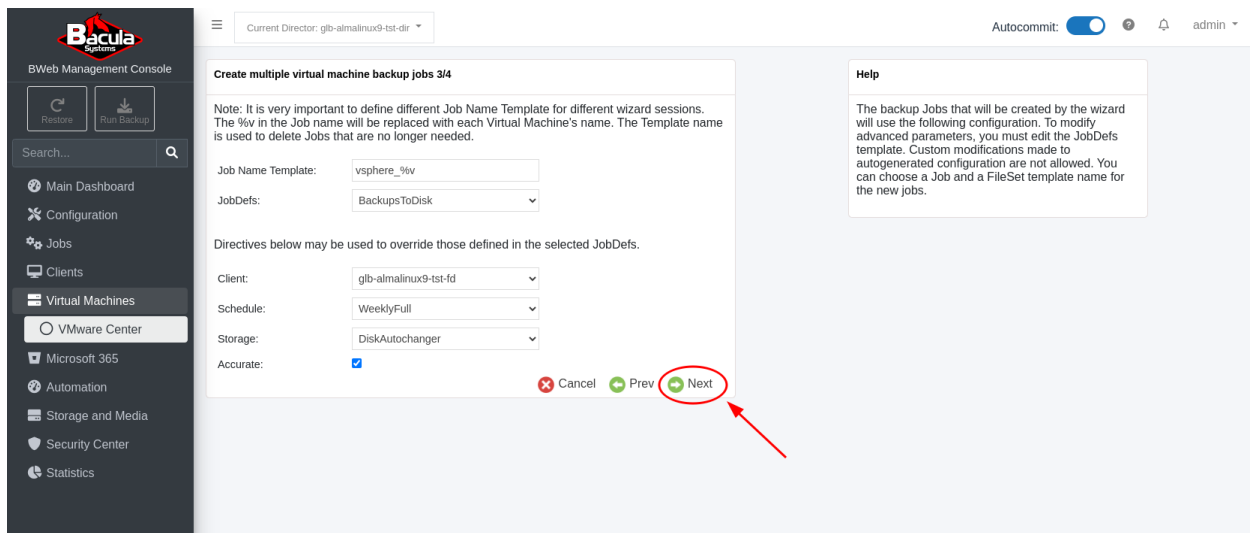 Bacula
Systems
BWeb Management Console
Restore
Run Backup
Search...
Main Dashboard
Configuration
Jobs
Clients
Virtual Machines
VMware Center
Microsoft 365
Automation
Storage and Media
Security Center
Statistics
Current Director: glb-almalinux9-tst-dir
Autocommit:
admin
Create multiple virtual machine backup jobs 3/4
Note: It is very important to define different Job Name Template for different wizard sessions.
The %v in the Job name will be replaced with each Virtual Machine's name. The Template name
is used to delete Jobs that are no longer needed.
Job Name Template: vsphere_%v
JobDefs: BackupsToDisk
Directives below may be used to override those defined in the selected JobDefs.
Client: glb-almalinux9-tst-fd
Schedule: WeeklyFull
Storage: DiskAutochanger
Accurate:
Cancel Prev Next
Help
The backup Jobs that will be created by the wizard
will use the following configuration. To modify
advanced parameters, you must edit the JobDefs
template. Custom modifications made to
autogenerated configuration are not allowed. You
can choose a Job and a FileSet template name for
the new jobs.